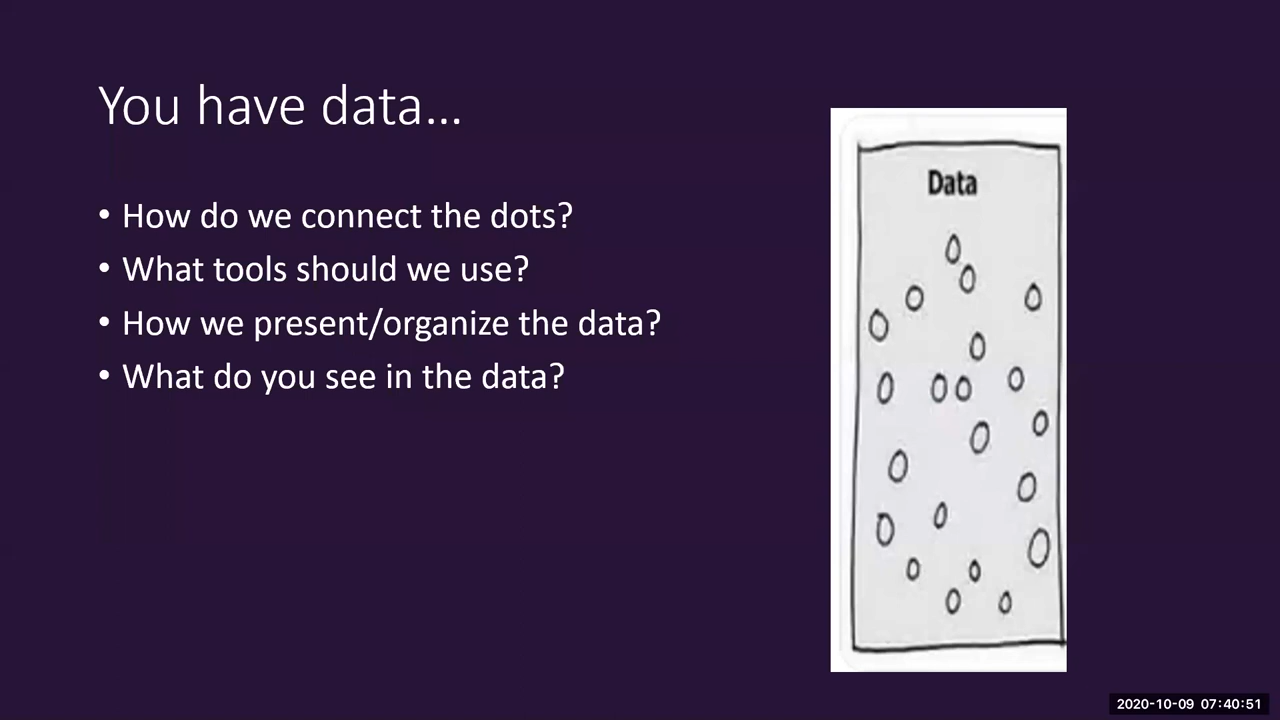 You have data...
• How do we connect the dots?
• What tools should we use?
• How we present/organize the data?
• What do you see in the data?
Data
2020-10-09 07:40:51